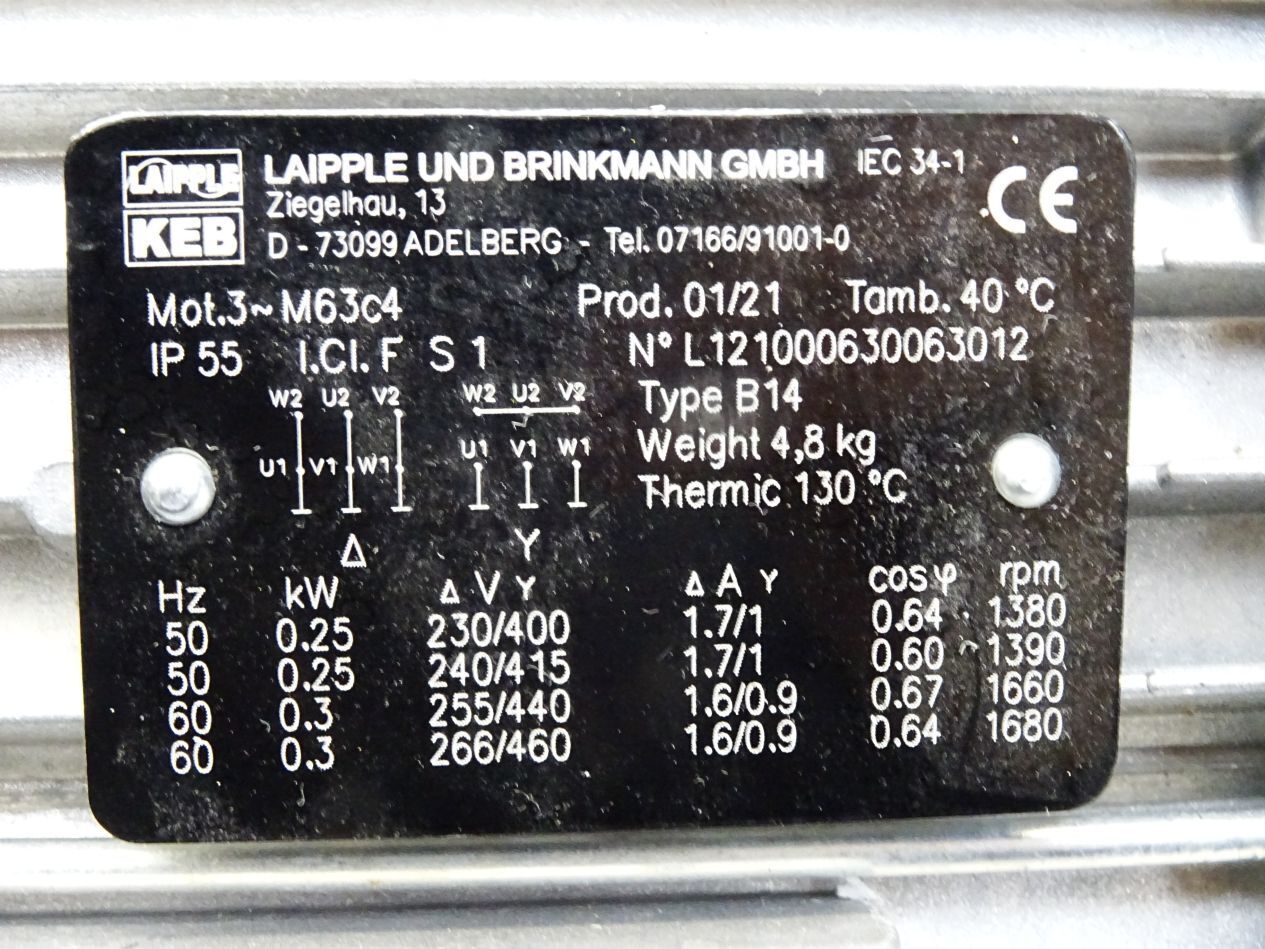 LAIPPLE
KEB
LAIPPLE UND BRINKMANN GMBH IEC 34-1
Ziegelhau, 13
D - 73099 ADELBERG - Tel. 07166/91001-0
CE
Mot.3~ M63c4 Prod. 01/21 Tamb. 40 °C
IP 55 I.Cl. F S 1 N° L121000630063012
W2 U2 V2 W2 U2 V2 Type B14
U1 V1 W1 U1 V1 W1 Weight 4,8 kg
Thermic 130 °C
Δ Y
Hz kW Δ V Y Δ A Y cosφ rpm
50 0.25 230/400 1.7/1 0.64 1380
50 0.25 240/415 1.7/1 0.60 1390
60 0.3 255/440 1.6/0.9 0.67 1660
60 0.3 266/460 1.6/0.9 0.64 1680